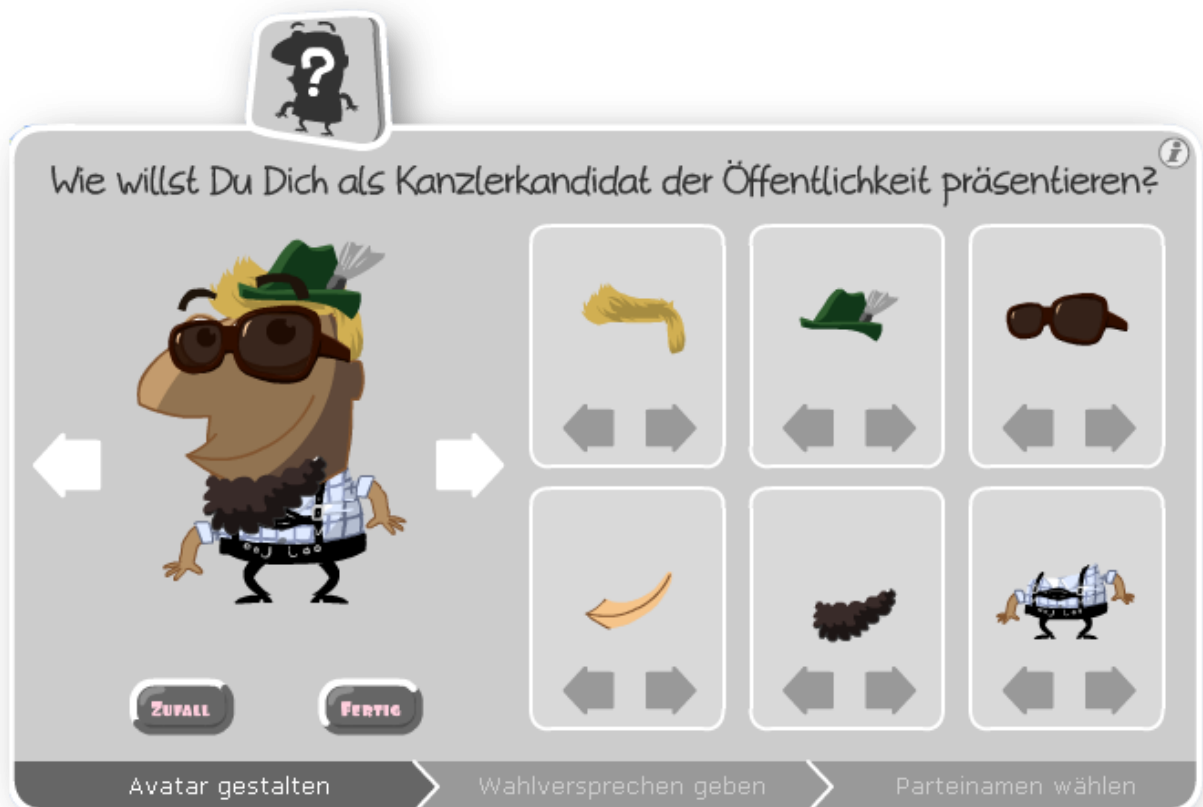 ?
i
Wie willst Du Dich als Kanzlerkandidat der Öffentlichkeit präsentieren?
ZUFALL
FERTIG
Avatar gestalten
Wahlversprechen geben
Parteinamen wählen